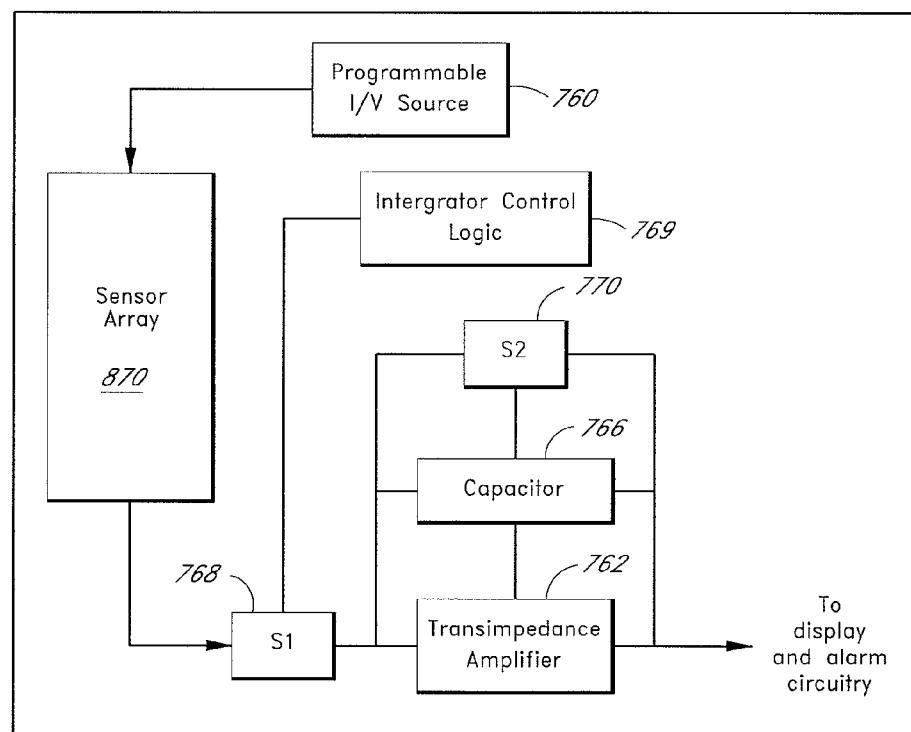 Programmable
I/V Source
760
Intergrator Control
Logic
769
Sensor
Array
870
770
S2
766
Capacitor
768
S1
762
Transimpedance
Amplifier
To
display
and alarm
circuitry